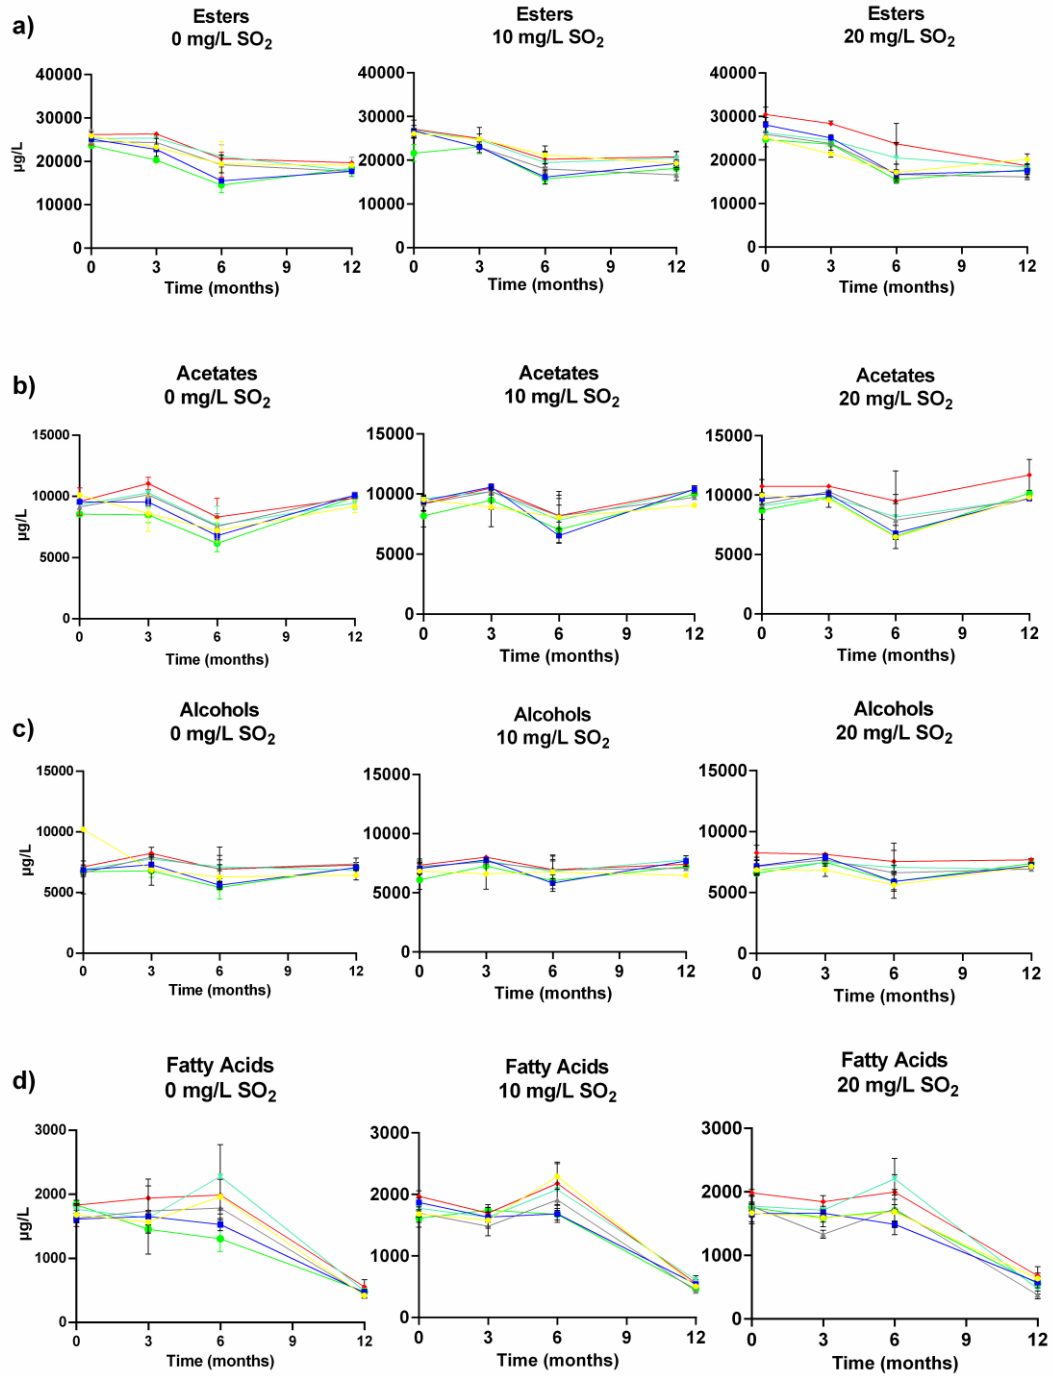 a)
Esters
0 mg/L SO2
Esters
10 mg/L SO2
Esters
20 mg/L SO2
µg/L
40000
30000
20000
10000
0
0 3 6 9 12
Time (months)
40000
30000
20000
10000
0
0 3 6 9 12
Time (months)
40000
30000
20000
10000
0
0 3 6 9 12
Time (months)
b)
Acetates
0 mg/L SO2
Acetates
10 mg/L SO2
Acetates
20 mg/L SO2
µg/L
15000
10000
5000
0
0 3 6 9 12
Time (months)
15000
10000
5000
0
0 3 6 9 12
Time (months)
15000
10000
5000
0
0 3 6 9 12
Time (months)
c)
Alcohols
0 mg/L SO2
Alcohols
10 mg/L SO2
Alcohols
20 mg/L SO2
µg/L
15000
10000
5000
0
0 3 6 9 12
Time (months)
15000
10000
5000
0
0 3 6 9 12
Time (months)
15000
10000
5000
0
0 3 6 9 12
Time (months)
d)
Fatty Acids
0 mg/L SO2
Fatty Acids
10 mg/L SO2
Fatty Acids
20 mg/L SO2
µg/L
3000
2000
1000
0
0 3 6 9 12
Time (months)
3000
2000
1000
0
0 3 6 9 12
Time (months)
3000
2000
1000
0
0 3 6 9 12
Time (months)